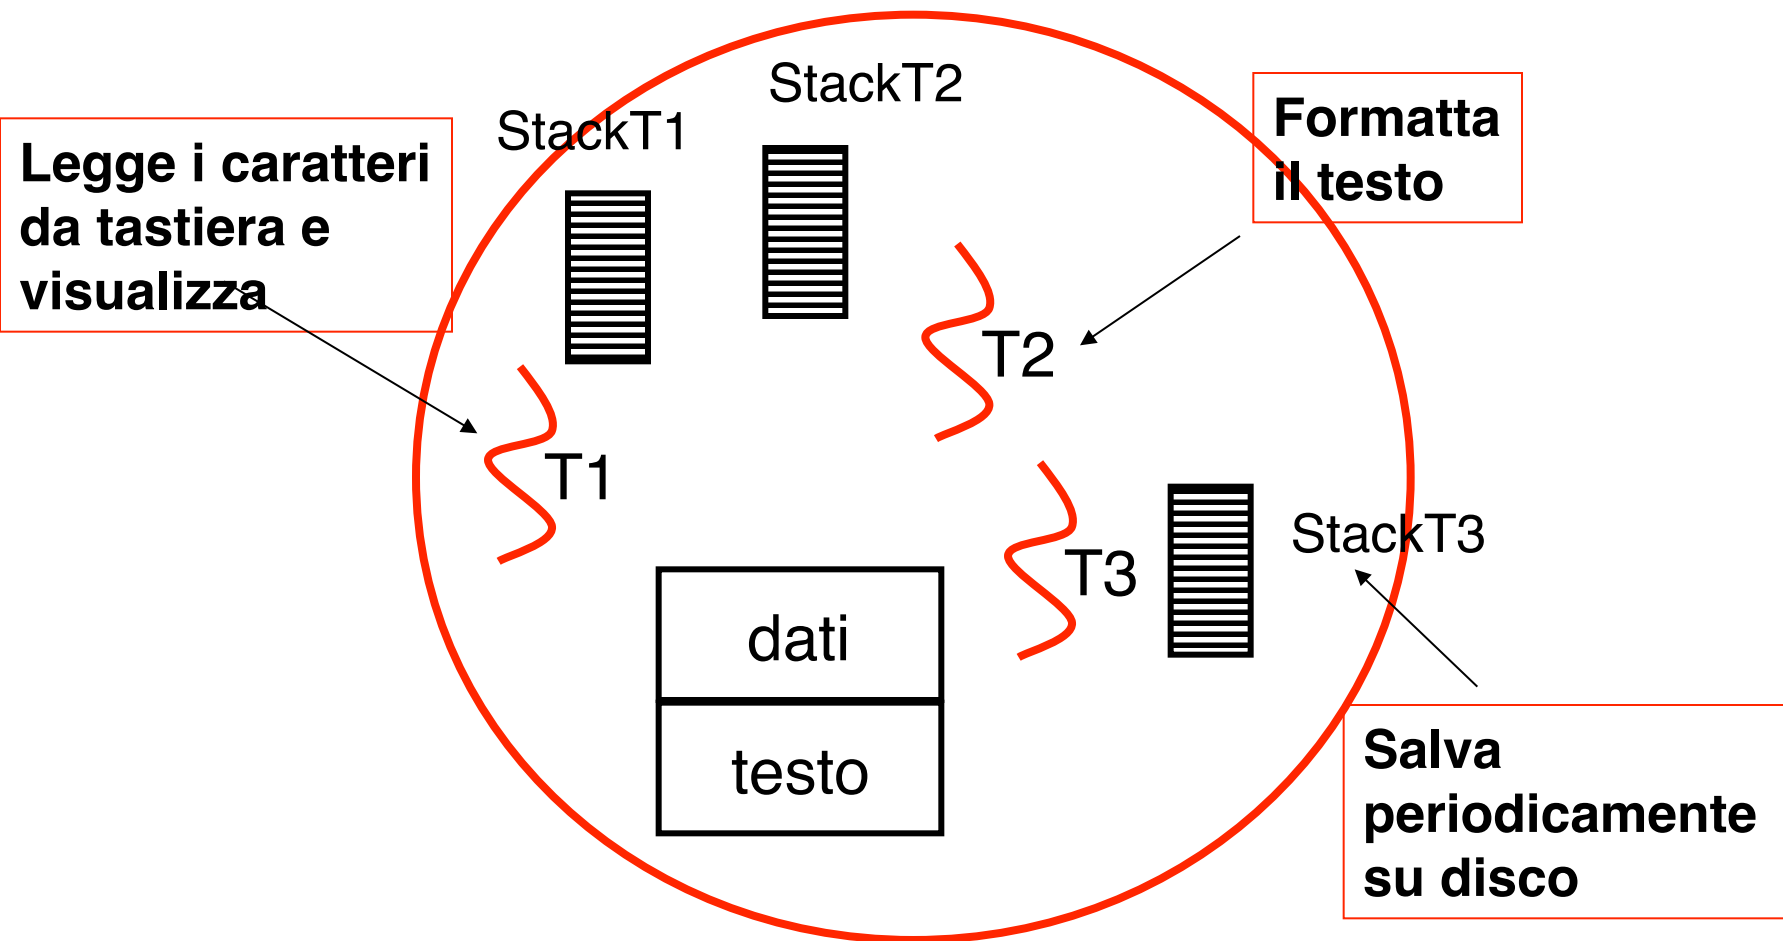 StackT2
StackT1
Legge i caratteri
da tastiera e
visualizza
Formatta
il testo
T2
T1
T3
StackT3
dati
testo
Salva
periodicamente
su disco